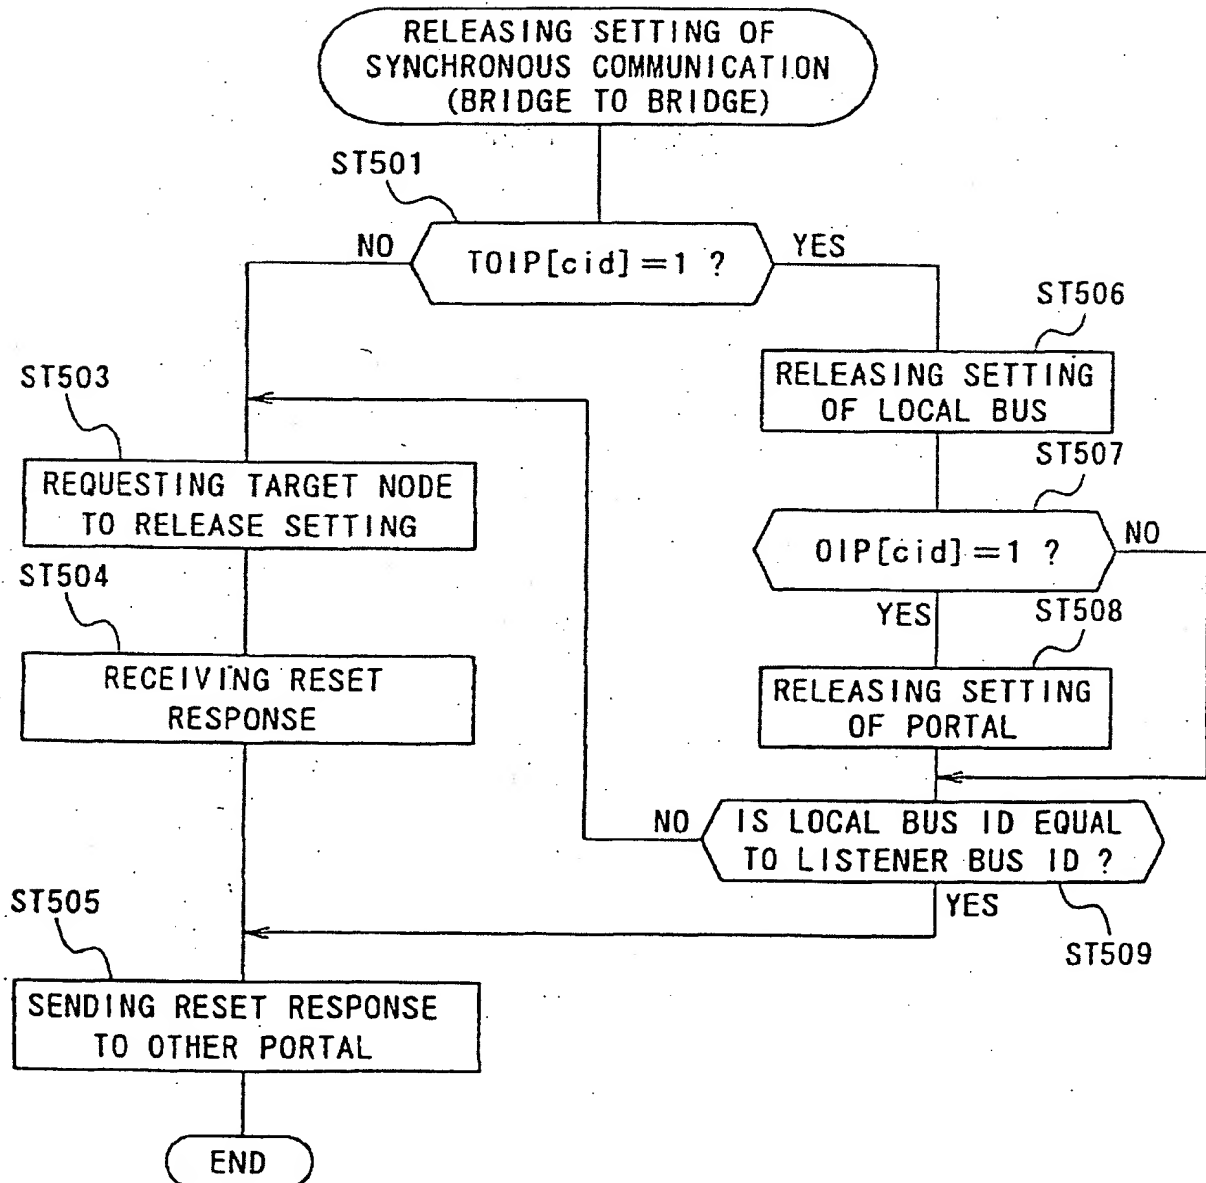 RELEASING SETTING OF
SYNCHRONOUS COMMUNICATION
(BRIDGE TO BRIDGE)
ST501
NO
TOIP[cid]=1 ?
YES
ST506
RELEASING SETTING
OF LOCAL BUS
ST503
ST507
REQUESTING TARGET NODE
TO RELEASE SETTING
OIP[cid]=1 ?
NO
ST504
YES
ST508
RECEIVING RESET
RESPONSE
RELEASING SETTING
OF PORTAL
NO
IS LOCAL BUS ID EQUAL
TO LISTENER BUS ID ?
ST505
YES
ST509
SENDING RESET RESPONSE
TO OTHER PORTAL
END